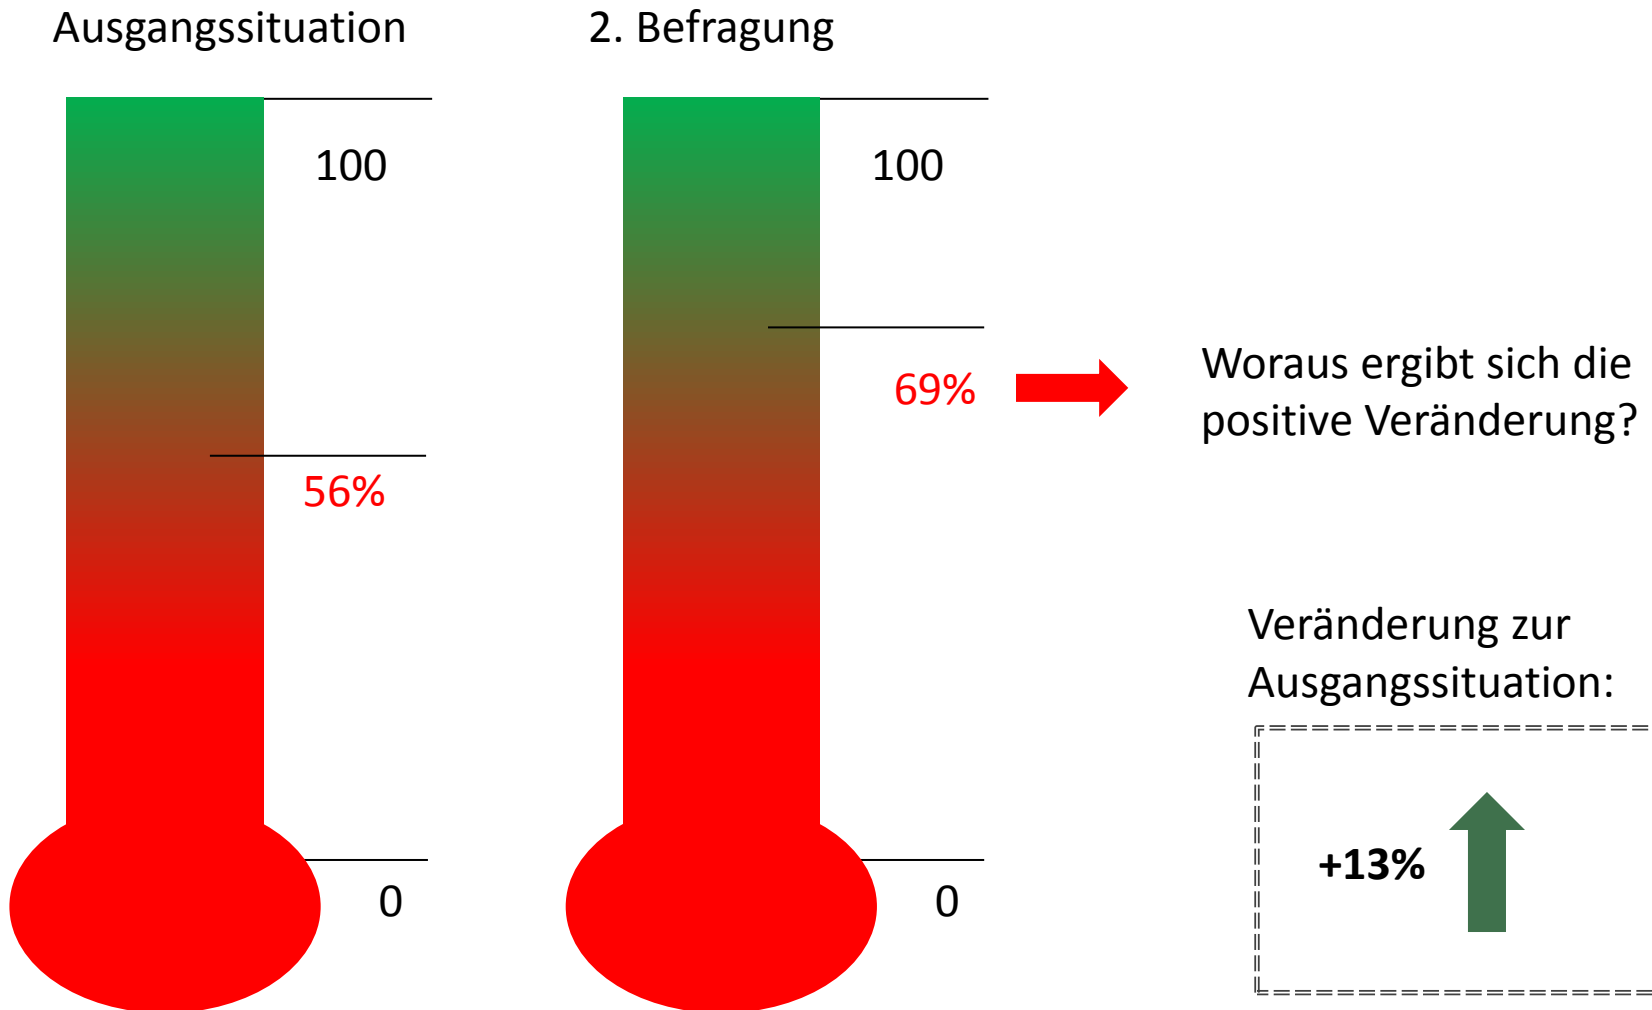 Ausgangssituation
2. Befragung
100
100
56%
69%
0
0
Woraus ergibt sich die
positive Veränderung?
Veränderung zur
Ausgangssituation:
+13%